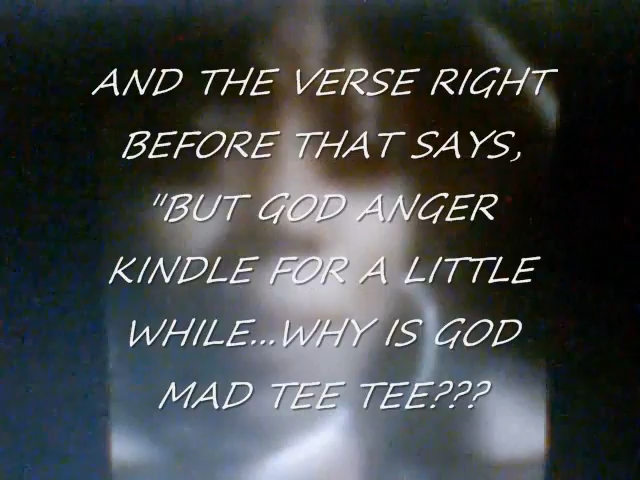 AND THE VERSE RIGHT
BEFORE THAT SAYS,
"BUT GOD ANGER
KINDLE FOR A LITTLE
WHILE...WHY IS GOD
MAD TEE TEE???